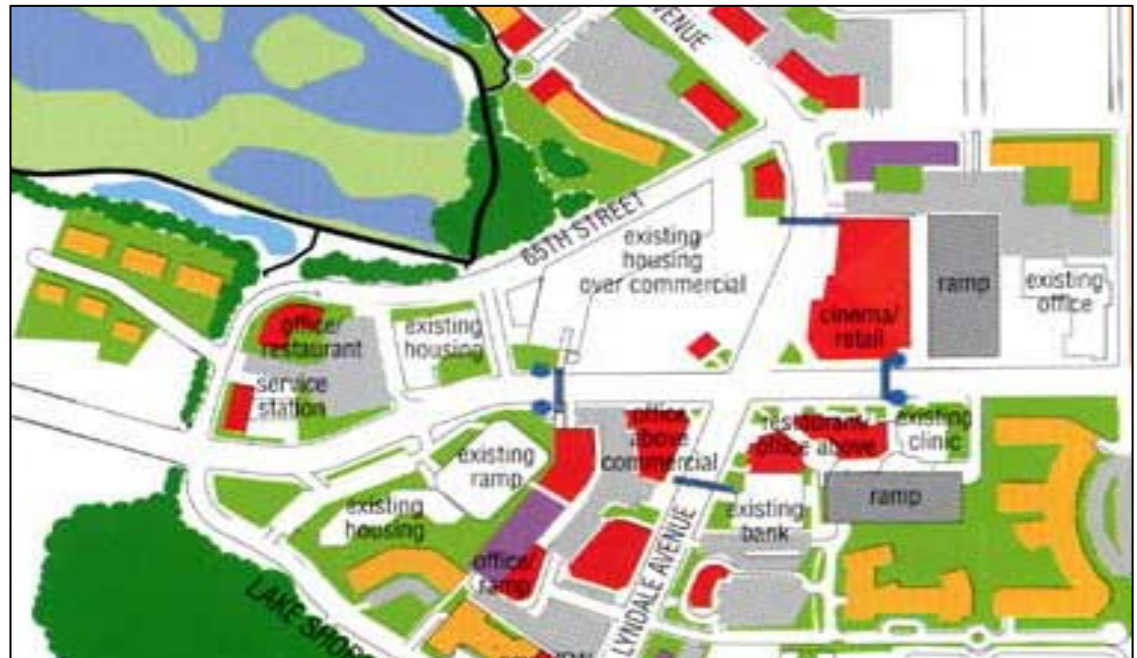 AVENUE
65TH STREET
existing
housing
over commercial
cinema/
retail
ramp
existing
office
office/
restaurant
existing
housing
service
station
office
above
commercial
restaurant/
office above
existing
clinic
existing
ramp
ramp
existing
housing
existing
bank
office/
ramp
LYNDALE AVENUE
LAKE